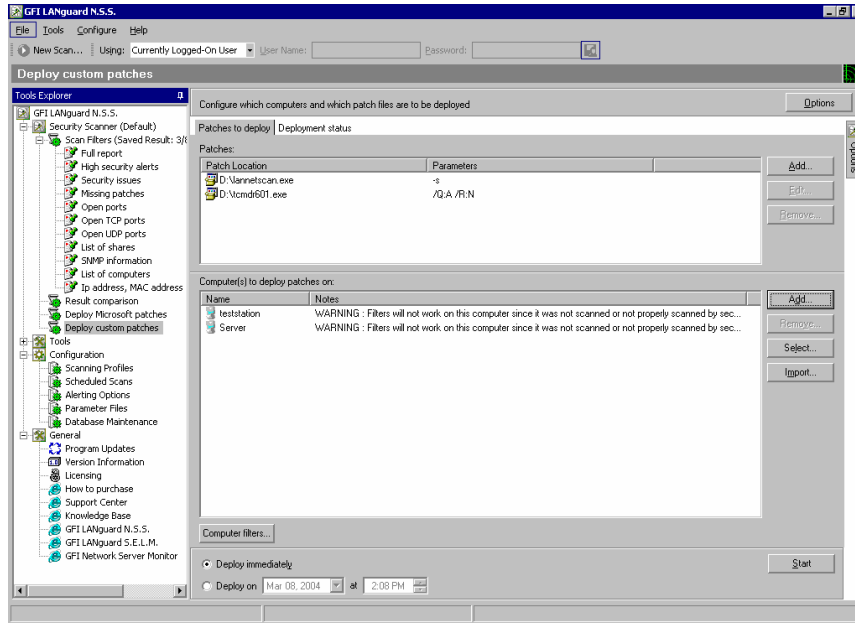 GFI LANguard N.S.S.
File Tools Configure Help
New Scan... Using: Currently Logged-On User User Name: Password:
Deploy custom patches
Tools Explorer
GFI LANguard N.S.S.
Security Scanner (Default)
Scan Filters (Saved Result: 3/8
Full report
High security alerts
Security issues
Missing patches
Open ports
Open TCP ports
Open UDP ports
List of shares
SNMP information
List of computers
Ip address, MAC address
Result comparison
Deploy Microsoft patches
Deploy custom patches
Tools
Configuration
Scanning Profiles
Scheduled Scans
Alerting Options
Parameter Files
Database Maintenance
General
Program Updates
Version Information
Licensing
How to purchase
Support Center
Knowledge Base
GFI LANguard N.S.S.
GFI LANguard S.E.L.M.
GFI Network Server Monitor
Configure which computers and which patch files are to be deployed
Options
Patches to deploy Deployment status
Patches:
Patch Location Parameters
D:\lannetscan.exe -s
D:\tcmdr601.exe /Q:A /R:N
Add...
Edit...
Remove...
Computer(s) to deploy patches on:
Name Notes
teststation WARNING : Filters will not work on this computer since it was not scanned or not properly scanned by sec...
Server WARNING : Filters will not work on this computer since it was not scanned or not properly scanned by sec...
Add...
Remove...
Select...
Import...
Computer filters...
Deploy immediately
Deploy on Mar 08, 2004 at 2:08 PM
Start
Options